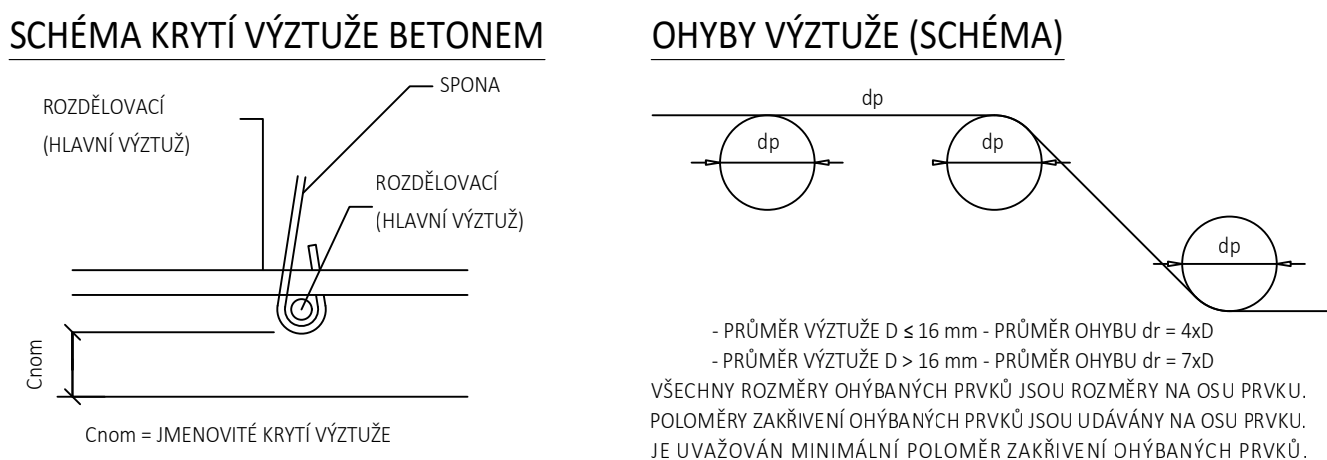 SCHÉMA KRYTÍ VÝZTUŽE BETONEM
SPONA
ROZDĚLOVACÍ
(HLAVNÍ VÝZTUŽ)
ROZDĚLOVACÍ
(HLAVNÍ VÝZTUŽ)
Cnom
Cnom = JMENOVITÉ KRYTÍ VÝZTUŽE
OHYBY VÝZTUŽE (SCHÉMA)
dp
dp
dp
dp
- PRŮMĚR VÝZTUŽE D ≤ 16 mm - PRŮMĚR OHYBU dr = 4xD
- PRŮMĚR VÝZTUŽE D > 16 mm - PRŮMĚR OHYBU dr = 7xD
VŠECHNY ROZMĚRY OHÝBANÝCH PRVKŮ JSOU ROZMĚRY NA OSU PRVKU.
POLOMĚRY ZAKŘIVENÍ OHÝBANÝCH PRVKŮ JSOU UDÁVÁNY NA OSU PRVKU.
JE UVAŽOVÁN MINIMÁLNÍ POLOMĚR ZAKŘIVENÍ OHÝBANÝCH PRVKŮ.